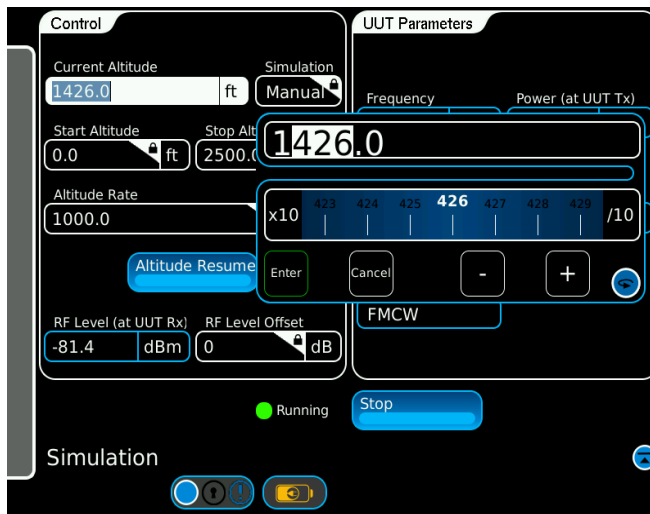 Control
UUT Parameters
Current Altitude
Simulation
1426.0
ft
Manual
Frequency
Power (at UUT Tx)
Start Altitude
Stop Alt
0.0
ft
2500.0
1426.0
Altitude Rate
1000.0
x10
423
424
425
426
427
428
429
/10
Altitude Resume
Enter
Cancel
-
+
RF Level (at UUT Rx)
RF Level Offset
FMCW
-81.4
dBm
0
dB
Running
Stop
Simulation